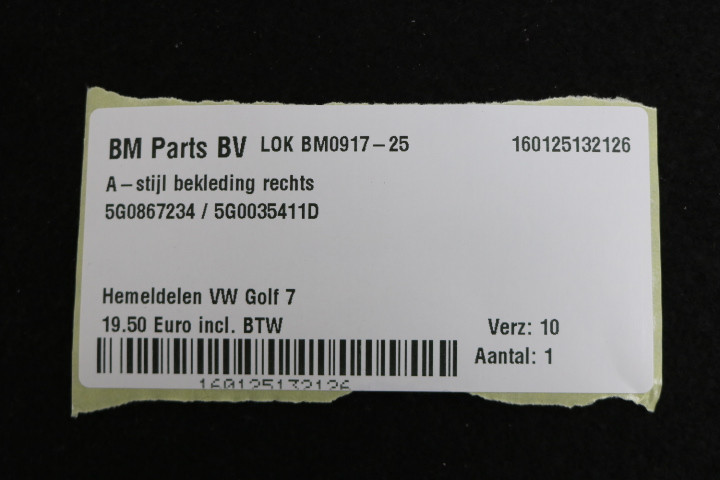 BM Parts BV LOK BM0917-25 160125132126
A-stijl bekleding rechts
5G0867234 / 5G0035411D
Hemeldelen VW Golf 7
19.50 Euro incl. BTW Verz: 10
Aantal: 1
160125132126